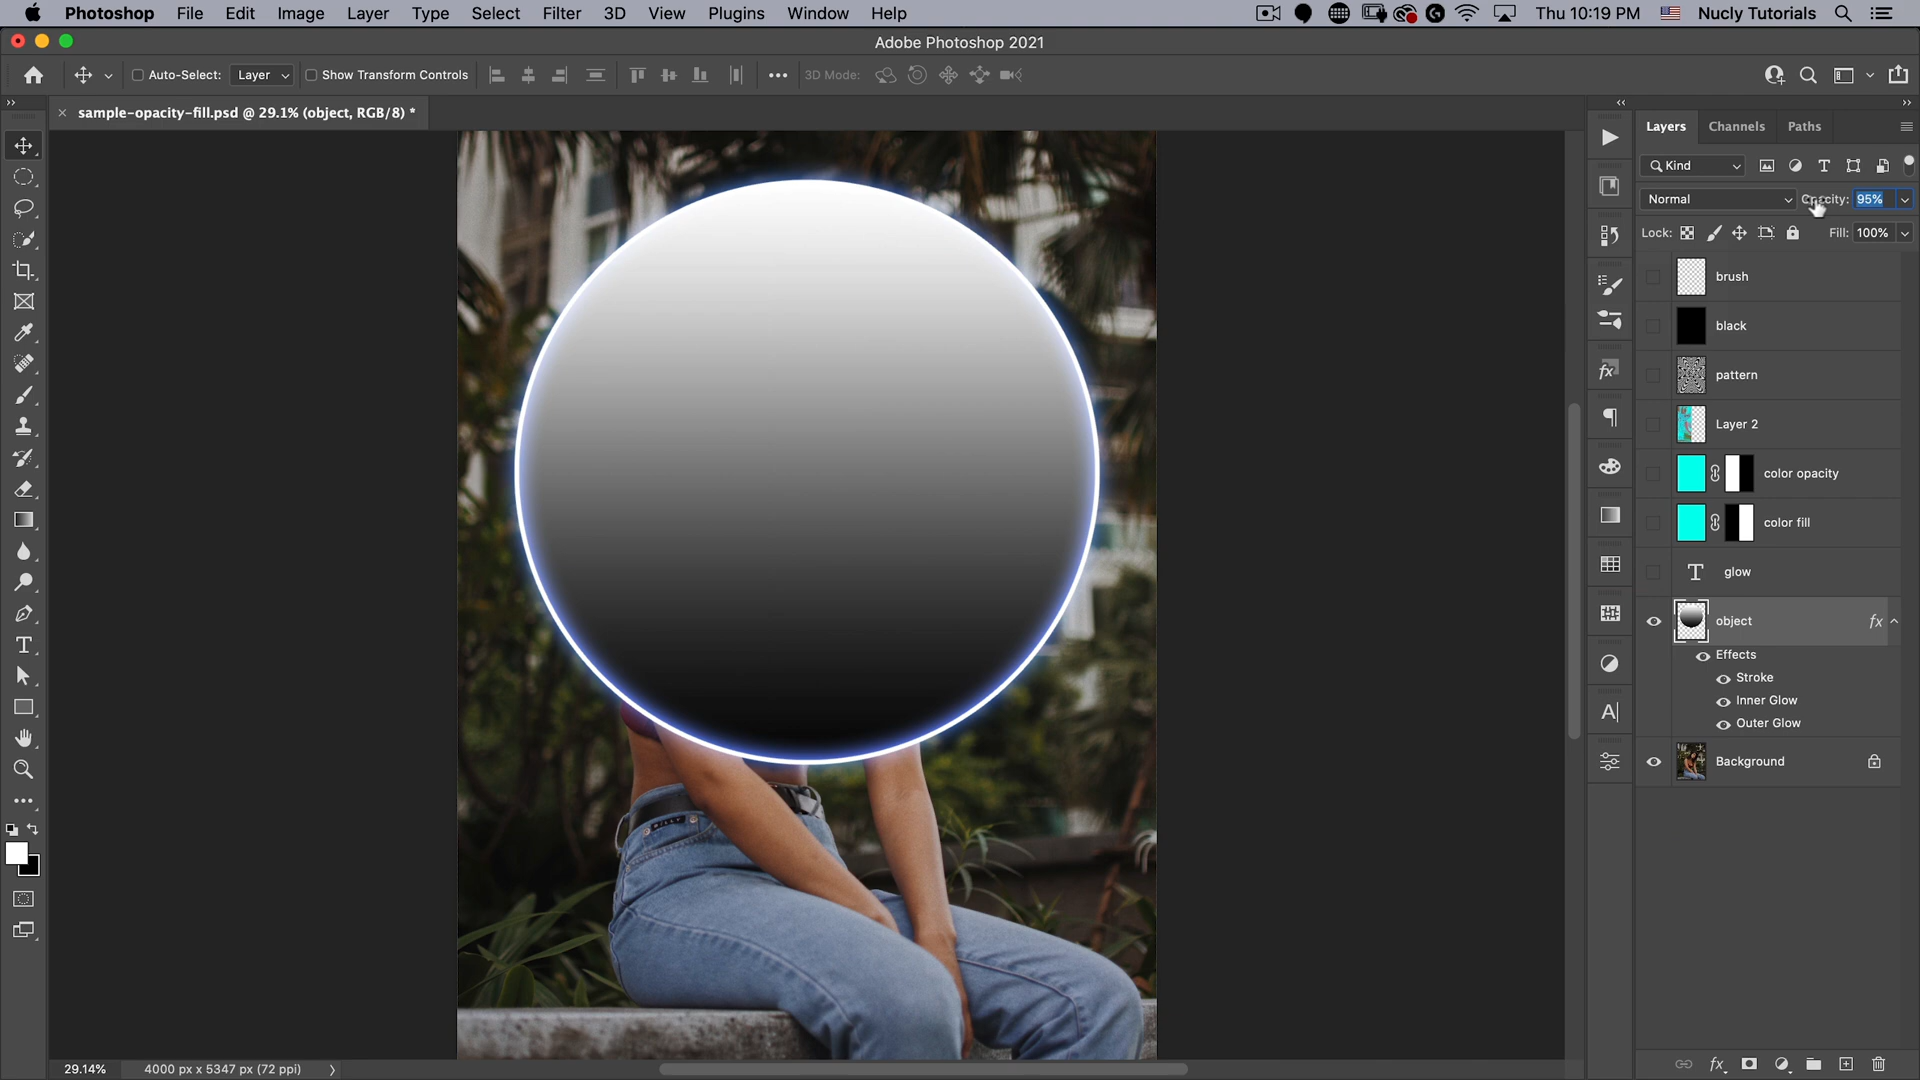 Photoshop File Edit Image Layer Type Select Filter 3D View Plugins Window Help Thu 10:19 PM Nucly Tutorials
Adobe Photoshop 2021
Auto-Select: Layer Show Transform Controls 3D Mode:
sample-opacity-fill.psd @ 29.1% (object, RGB/8) *
Layers Channels Paths
Kind
Normal Opacity: 95%
Lock: Fill: 100%
brush
black
pattern
Layer 2
color opacity
color fill
glow
object fx
Effects
Stroke
Inner Glow
Outer Glow
Background
29.14% 4000 px x 5347 px (72 ppi)